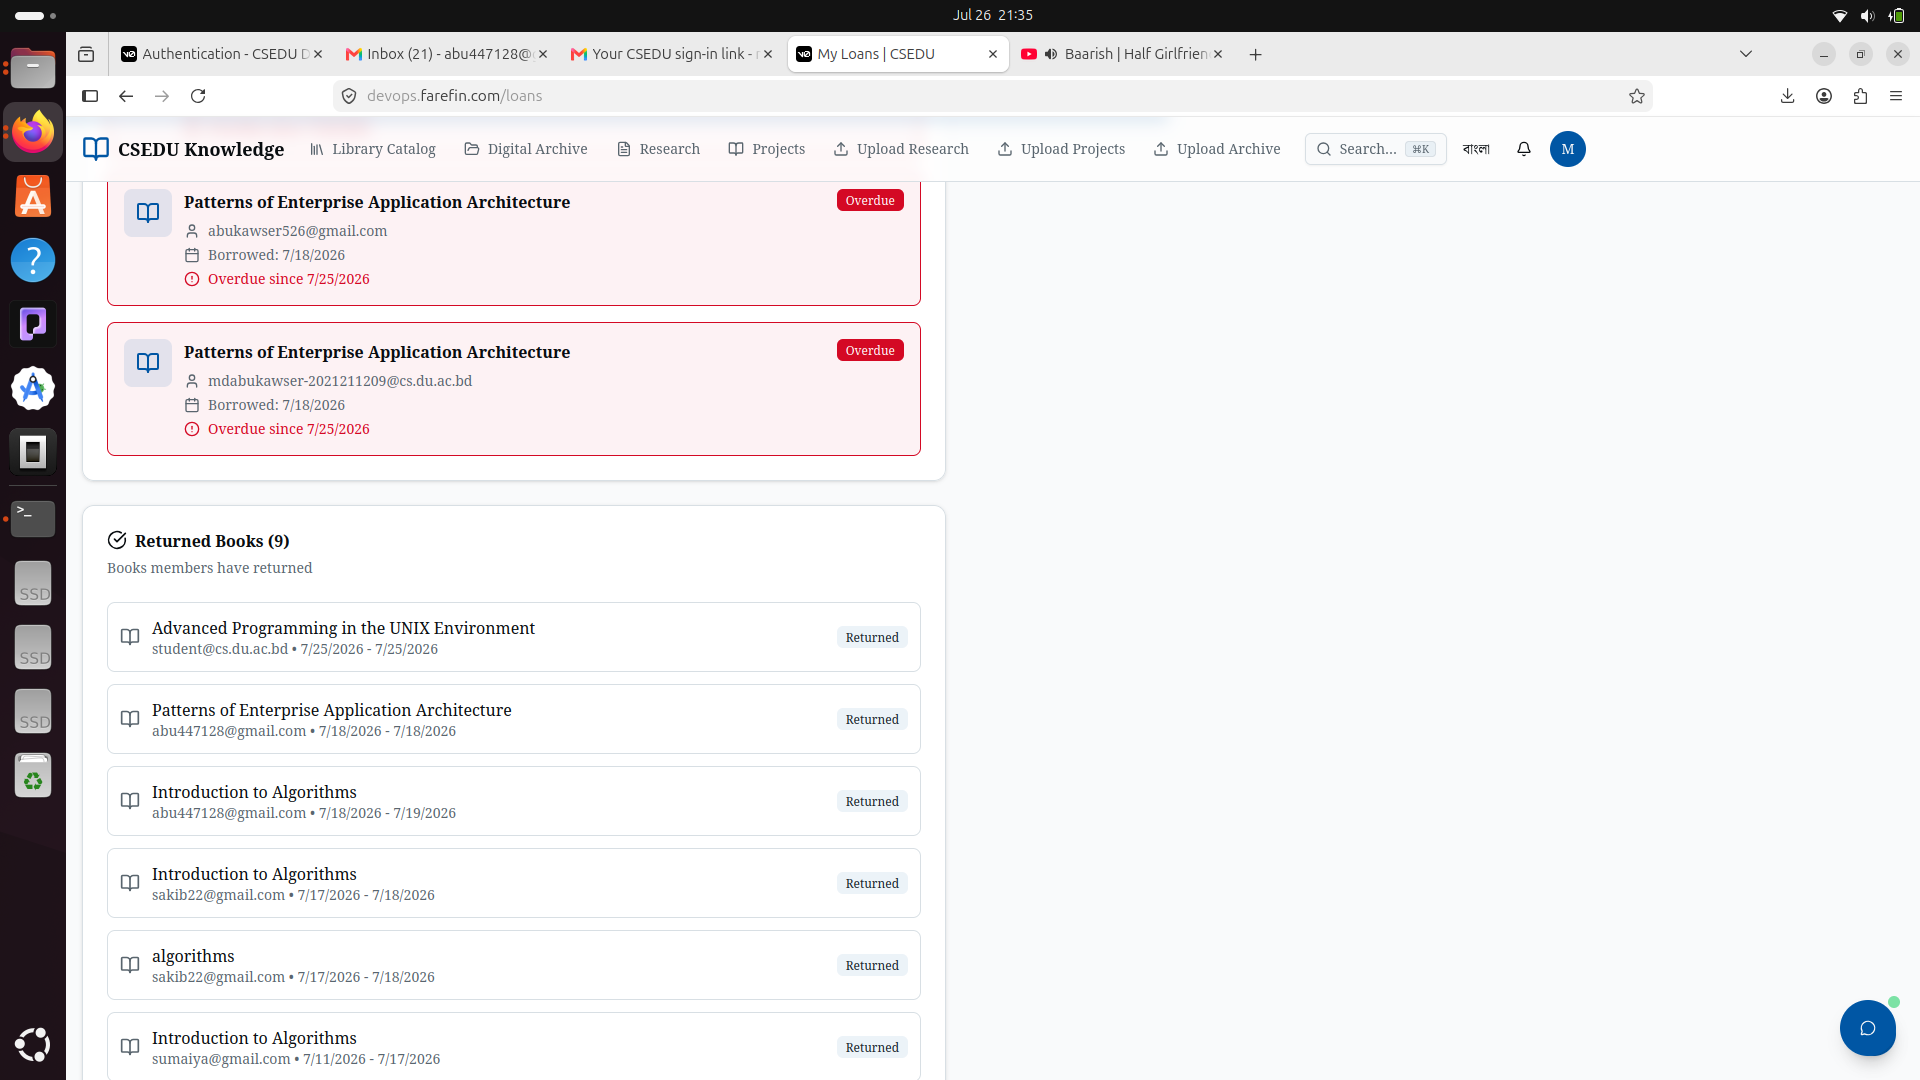 Jul 26 21:35
Authentication - CSEDU D
Inbox (21) - abu447128@g
Your CSEDU sign-in link -
My Loans | CSEDU
Baarish | Half Girlfrien
devops.farefin.com/loans
CSEDU Knowledge
Library Catalog
Digital Archive
Research
Projects
Upload Research
Upload Projects
Upload Archive
Search... ⌘K
বাংলা
M
Patterns of Enterprise Application Architecture
Overdue
abukawser526@gmail.com
Borrowed: 7/18/2026
Overdue since 7/25/2026
Patterns of Enterprise Application Architecture
Overdue
mdabukawser-2021211209@cs.du.ac.bd
Borrowed: 7/18/2026
Overdue since 7/25/2026
Returned Books (9)
Books members have returned
Advanced Programming in the UNIX Environment
student@cs.du.ac.bd • 7/25/2026 - 7/25/2026
Returned
Patterns of Enterprise Application Architecture
abu447128@gmail.com • 7/18/2026 - 7/18/2026
Returned
Introduction to Algorithms
abu447128@gmail.com • 7/18/2026 - 7/19/2026
Returned
Introduction to Algorithms
sakib22@gmail.com • 7/17/2026 - 7/18/2026
Returned
algorithms
sakib22@gmail.com • 7/17/2026 - 7/18/2026
Returned
Introduction to Algorithms
sumaiya@gmail.com • 7/11/2026 - 7/17/2026
Returned
SSD
SSD
SSD